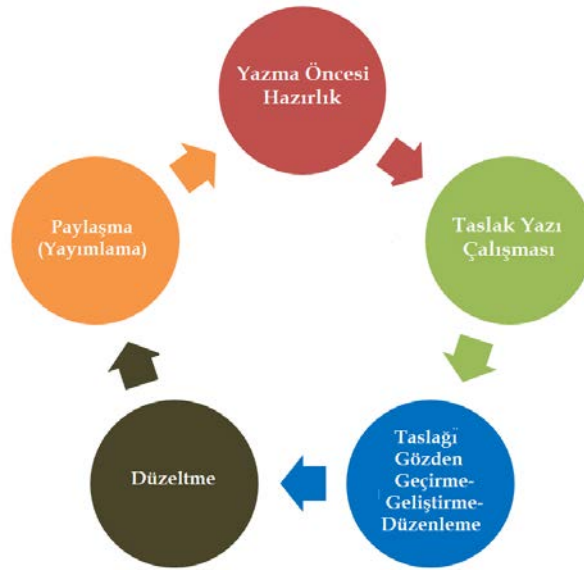 Yazma Öncesi
Hazırlık
Taslak Yazı
Çalışması
Taslağı
Gözden
Geçirme-
Geliştirme-
Düzenleme
Düzeltme
Paylaşma
(Yayımlama)